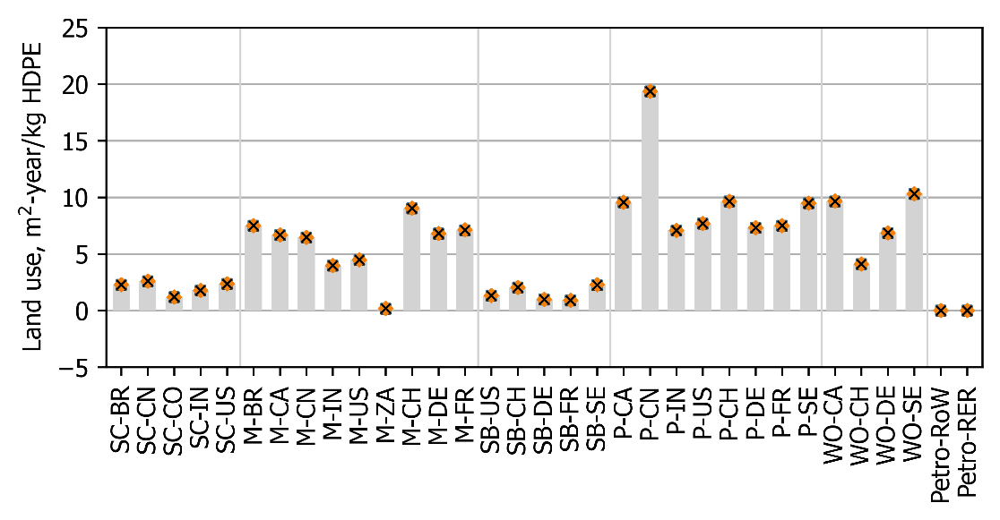 Land use, m²-year/kg HDPE
25
20
15
10
5
0
−5
SC-BR
SC-CN
SC-CO
SC-IN
SC-US
M-BR
M-CA
M-CN
M-IN
M-US
M-ZA
M-CH
M-DE
M-FR
SB-US
SB-CH
SB-DE
SB-FR
SB-SE
P-CA
P-CN
P-IN
P-US
P-CH
P-DE
P-FR
P-SE
WO-CA
WO-CH
WO-DE
WO-SE
Petro-RoW
Petro-RER